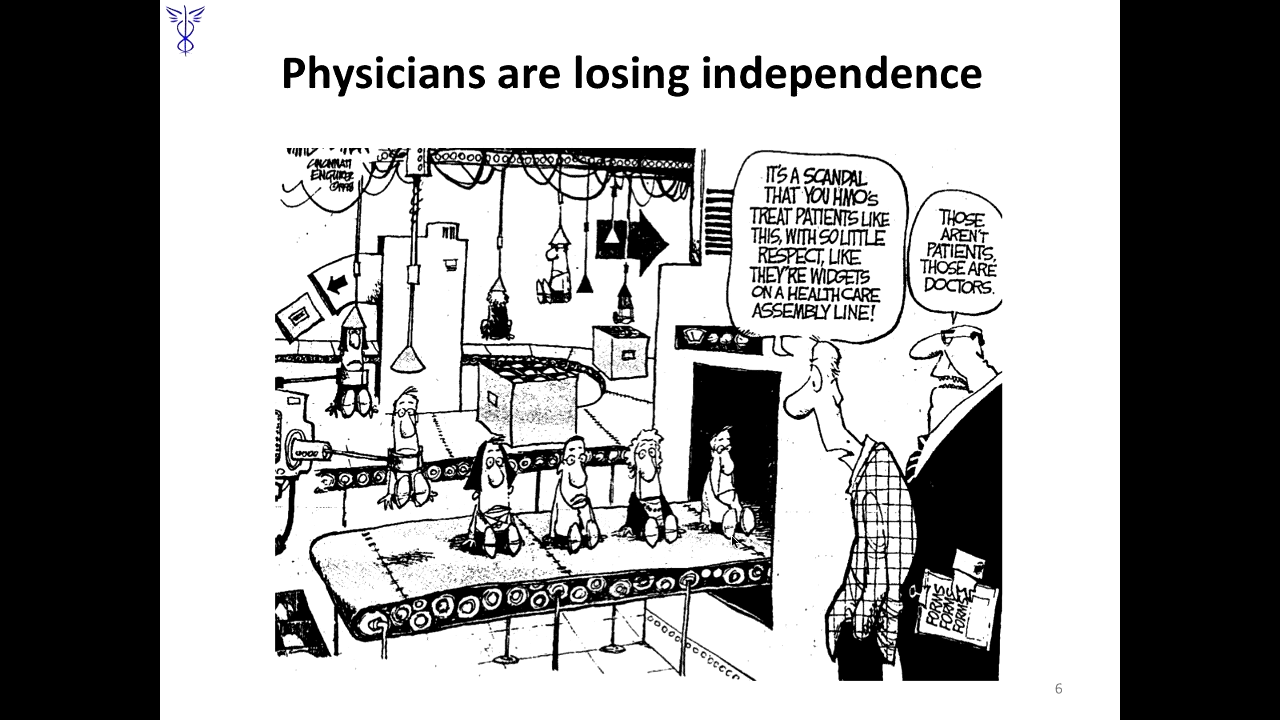 Physicians are losing independence
CINCINNATI
ENQUIRER
IT'S A SCANDAL
THAT YOU HMO'S
TREAT PATIENTS LIKE
THIS, WITH SO LITTLE
RESPECT, LIKE
THEY'RE WIDGETS
ON A HEALTH CARE
ASSEMBLY LINE!
THOSE
AREN'T
PATIENTS,
THOSE ARE
DOCTORS.
FORMS
FORMS
FORMS
6